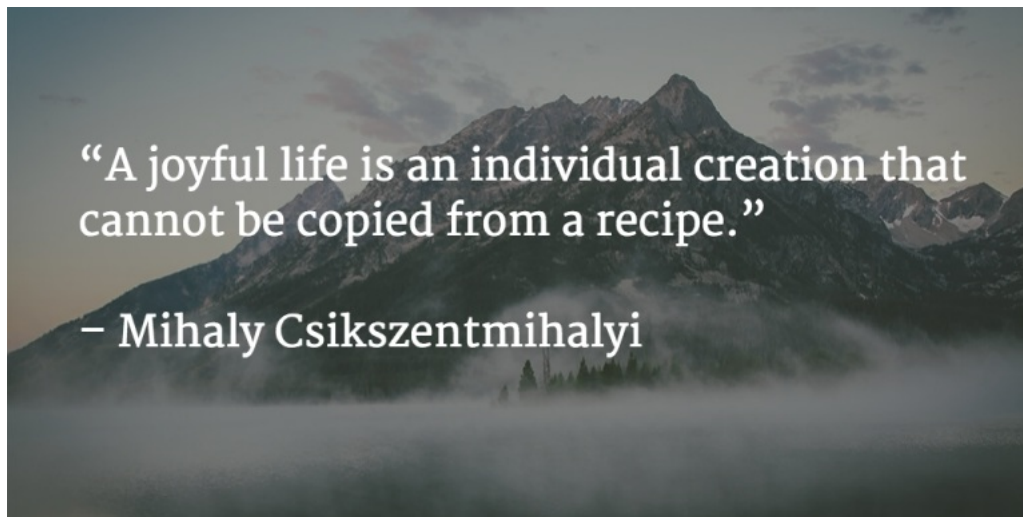 “A joyful life is an individual creation that
cannot be copied from a recipe.”
– Mihaly Csikszentmihalyi